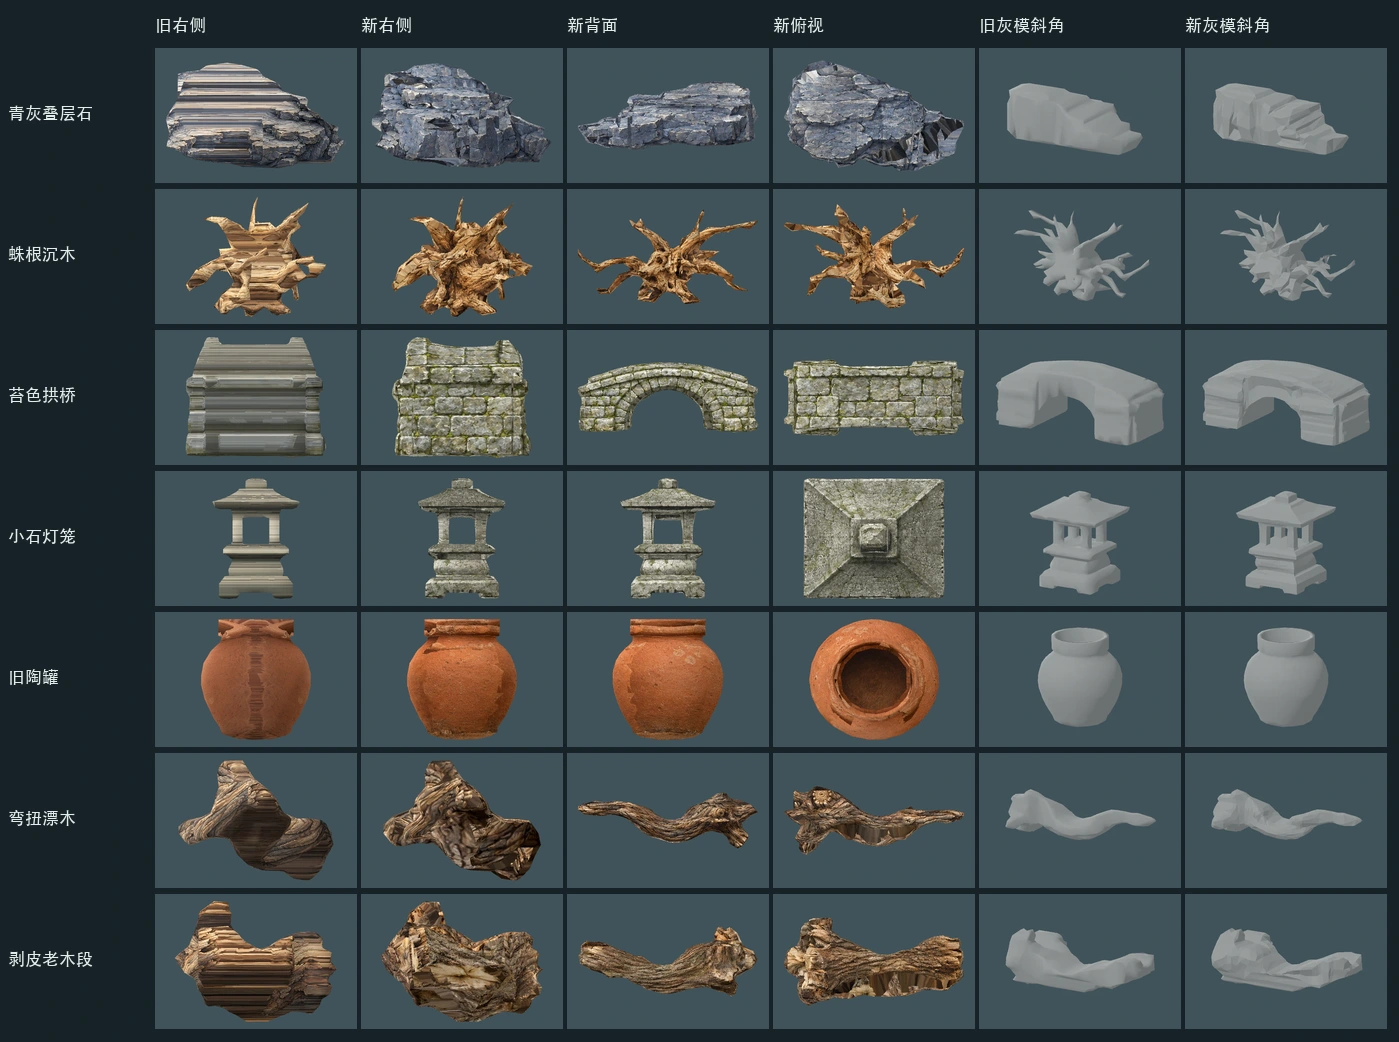 旧右侧
新右侧
新背面
新俯视
旧灰模斜角
新灰模斜角
青灰叠层石
蛛根沉木
苔色拱桥
小石灯笼
旧陶罐
弯扭漂木
剥皮老木段